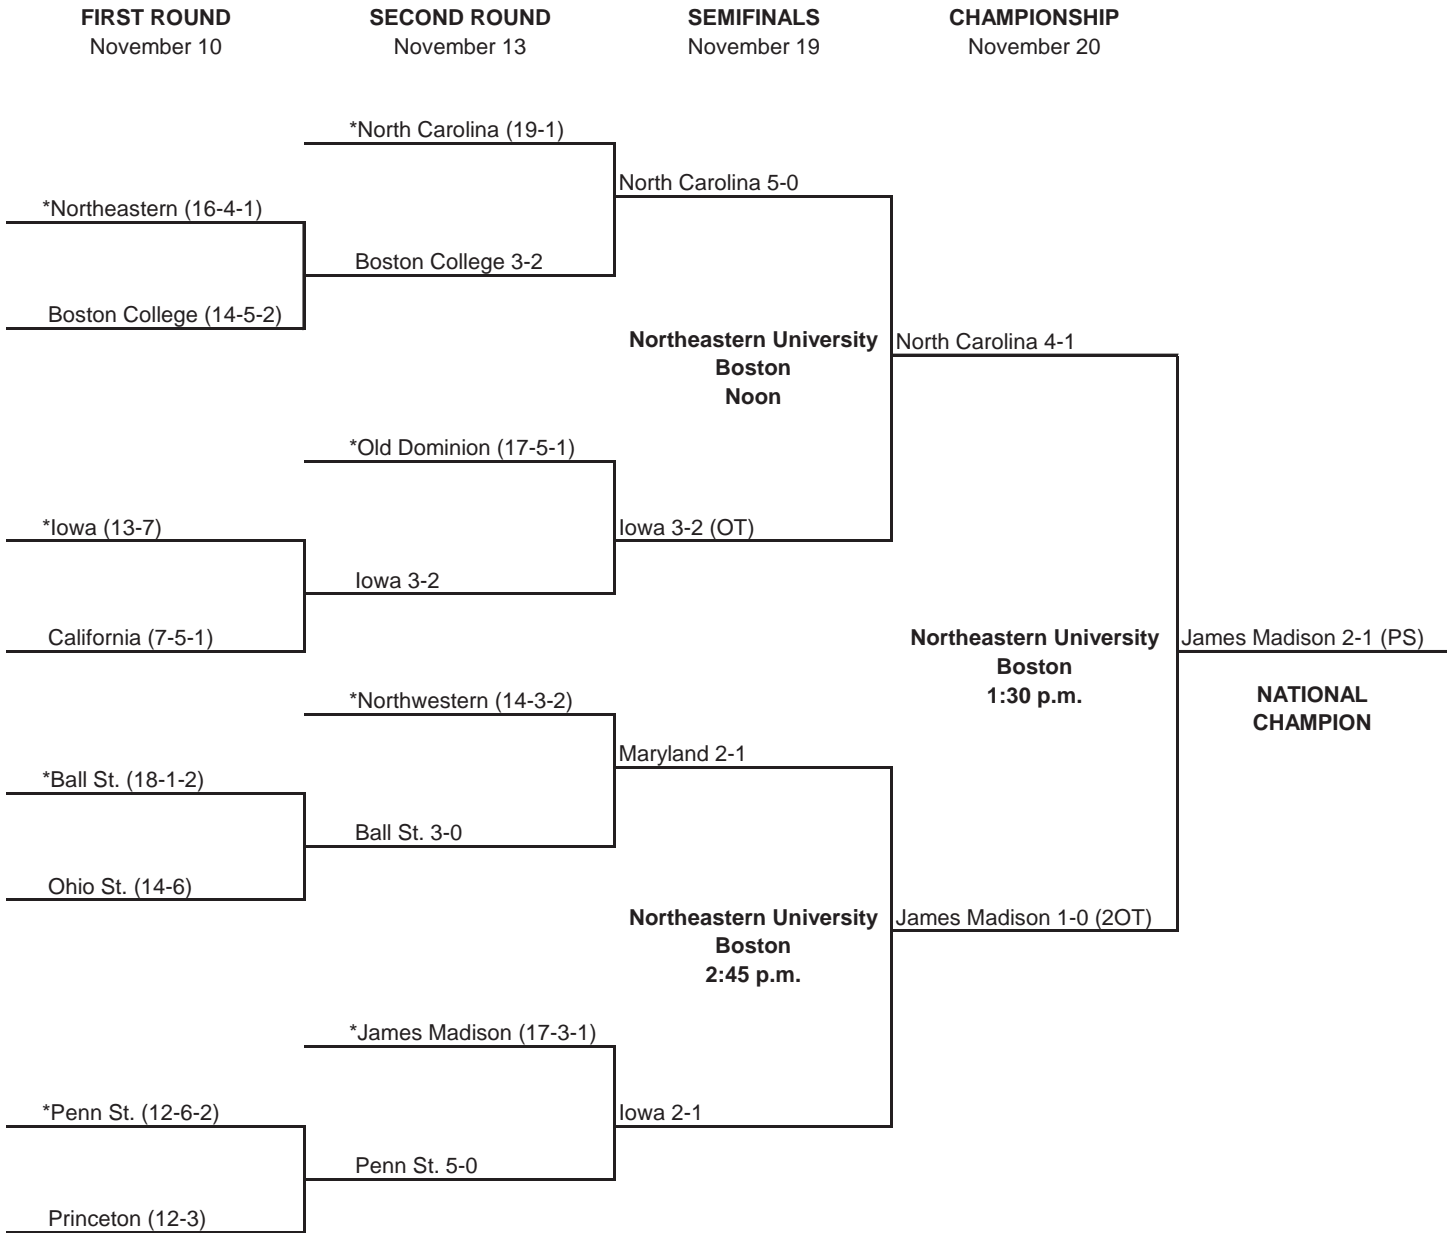 FIRST ROUND
November 10
SECOND ROUND
November 13
SEMIFINALS
November 19
CHAMPIONSHIP
November 20
*North Carolina (19-1)
North Carolina 5-0
*Northeastern (16-4-1)
Boston College 3-2
Boston College (14-5-2)
Northeastern University
Boston
Noon
North Carolina 4-1
*Old Dominion (17-5-1)
*Iowa (13-7)
Iowa 3-2 (OT)
Iowa 3-2
California (7-5-1)
Northeastern University
Boston
1:30 p.m.
James Madison 2-1 (PS)
NATIONAL
CHAMPION
*Northwestern (14-3-2)
Maryland 2-1
*Ball St. (18-1-2)
Ball St. 3-0
Ohio St. (14-6)
Northeastern University
Boston
2:45 p.m.
James Madison 1-0 (2OT)
*James Madison (17-3-1)
*Penn St. (12-6-2)
Iowa 2-1
Penn St. 5-0
Princeton (12-3)